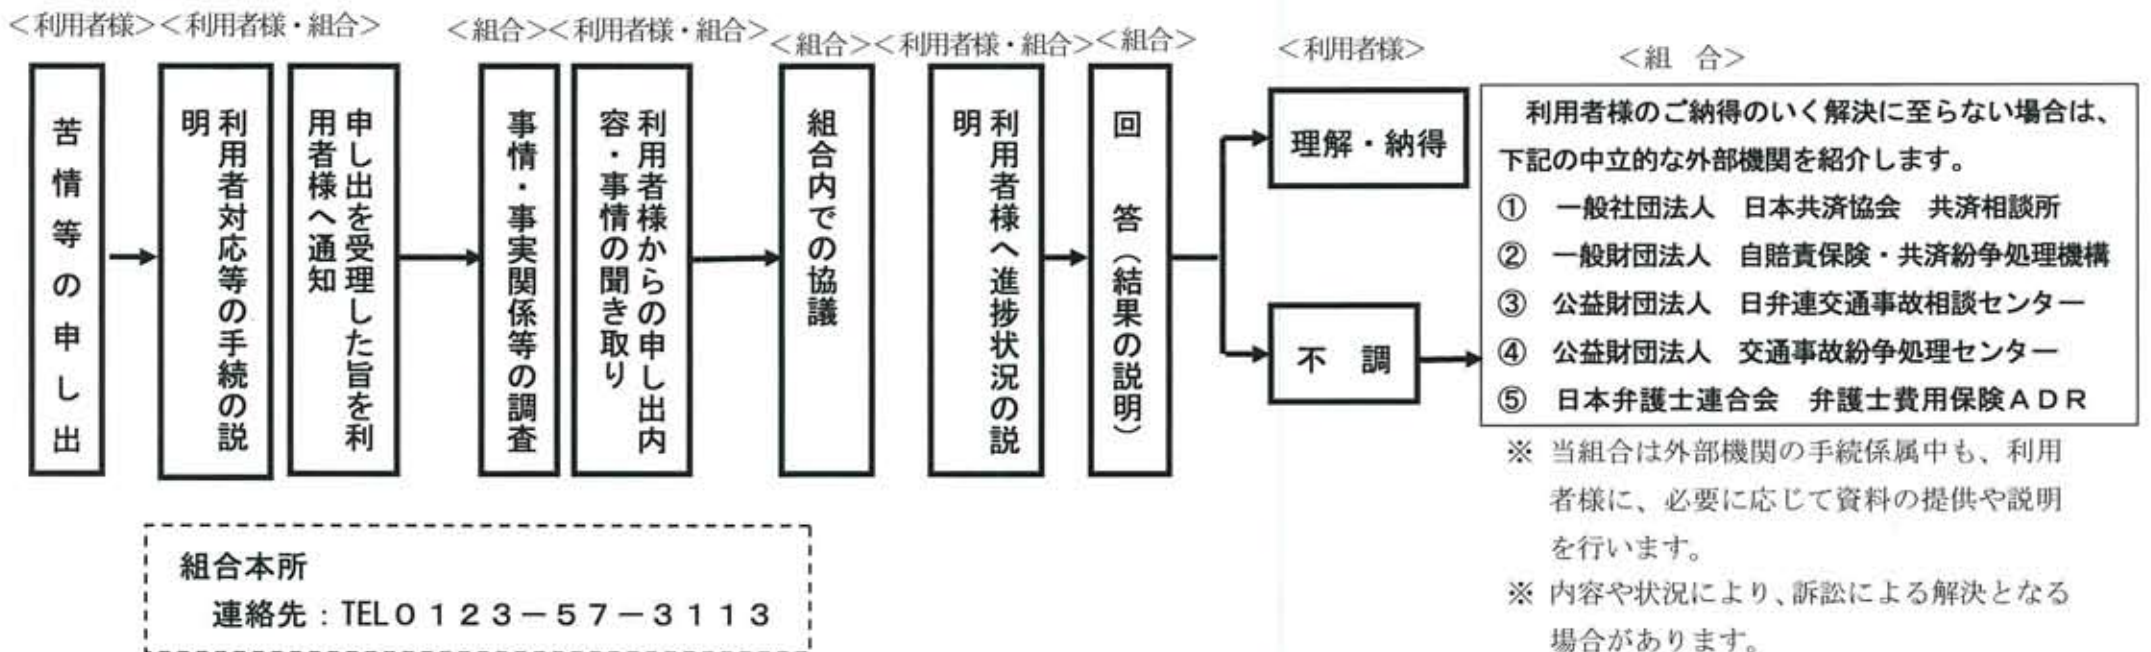 ＜利用者様＞＜利用者様・組合＞
＜組合＞＜利用者様・組合＞
＜組合＞＜利用者様・組合＞
＜組合＞
＜利用者様＞
＜組　合＞
苦情等の申し出
利用者対応等の手続の説
明
申し出を受理した旨を利
用者様へ通知
事情・事実関係等の調査
利用者様からの申し出内
容・事情の聞き取り
組合内での協議
利用者様へ進捗状況の説
明
回　答（結果の説明）
理解・納得
不　調
利用者様のご納得のいく解決に至らない場合は、
下記の中立的な外部機関を紹介します。
①　一般社団法人　日本共済協会　共済相談所
②　一般財団法人　自賠責保険・共済紛争処理機構
③　公益財団法人　日弁連交通事故相談センター
④　公益財団法人　交通事故紛争処理センター
⑤　日本弁護士連合会　弁護士費用保険ＡＤＲ
※ 当組合は外部機関の手続係属中も、利用
者様に、必要に応じて資料の提供や説明
を行います。
※ 内容や状況により、訴訟による解決となる
場合があります。
組合本所
連絡先：TEL０１２３－５７－３１１３